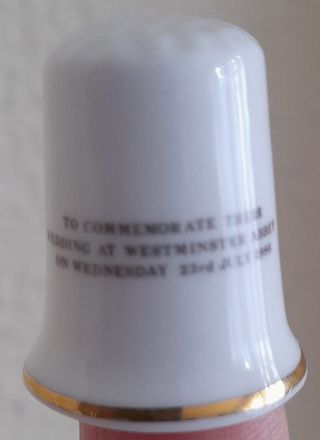 TO COMMEMORATE THEIR
WEDDING AT WESTMINSTER ABBEY
ON WEDNESDAY 23rd JULY 1986